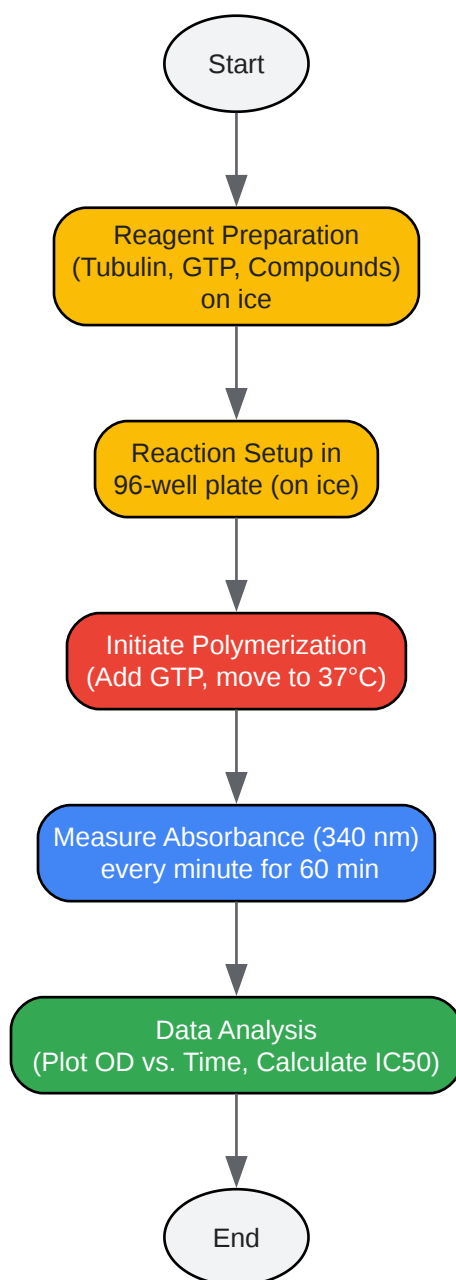 Start
Reagent Preparation
(Tubulin, GTP, Compounds)
on ice
Reaction Setup in
96-well plate (on ice)
Initiate Polymerization
(Add GTP, move to 37°C)
Measure Absorbance (340 nm)
every minute for 60 min
Data Analysis
(Plot OD vs. Time, Calculate IC50)
End